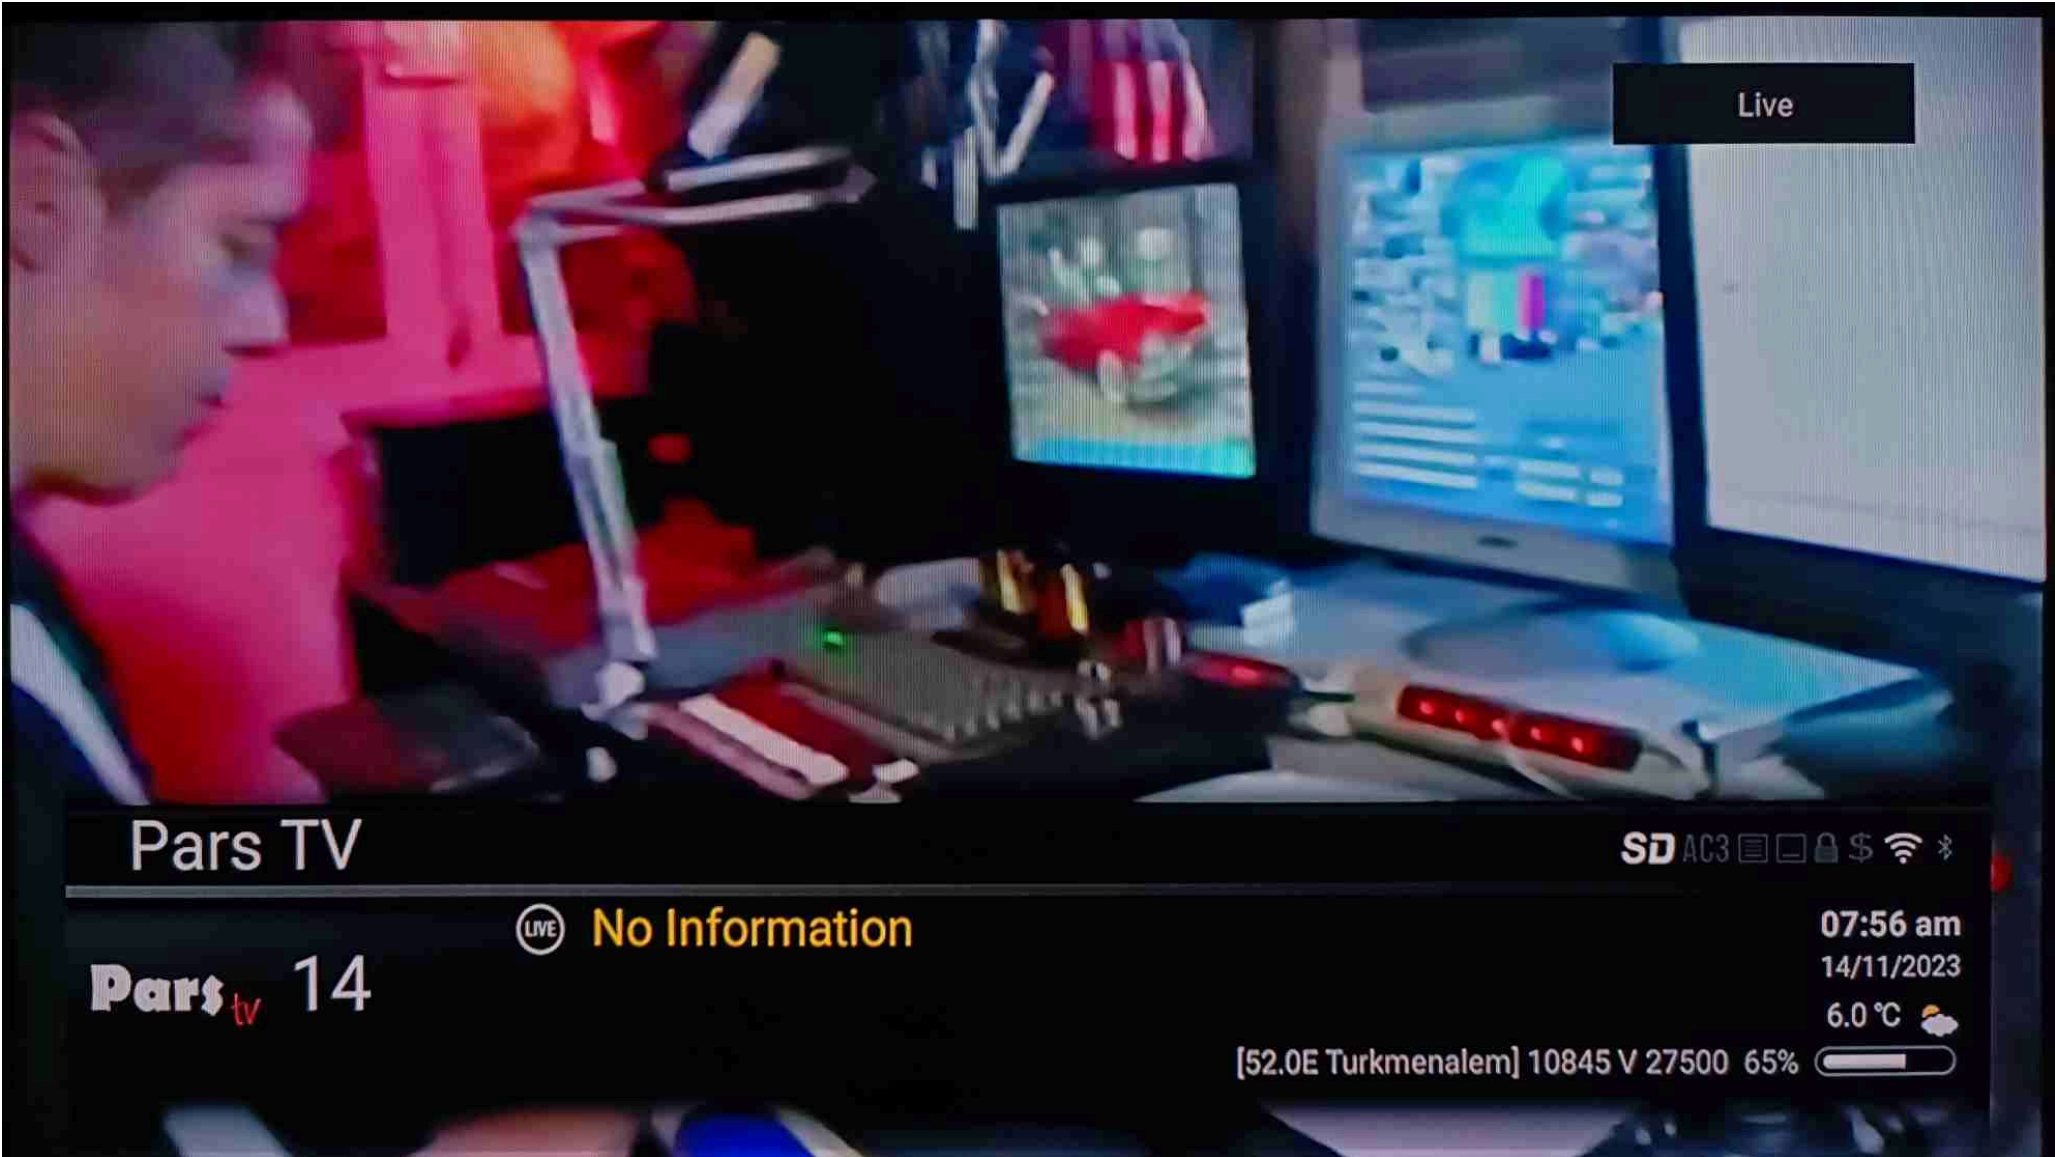 Live
Pars TV
SD AC3 $
LIVE No Information
07:56 am
14/11/2023
Pars tv 14
6.0 °C
[52.0E Turkmenalem] 10845 V 27500 65%